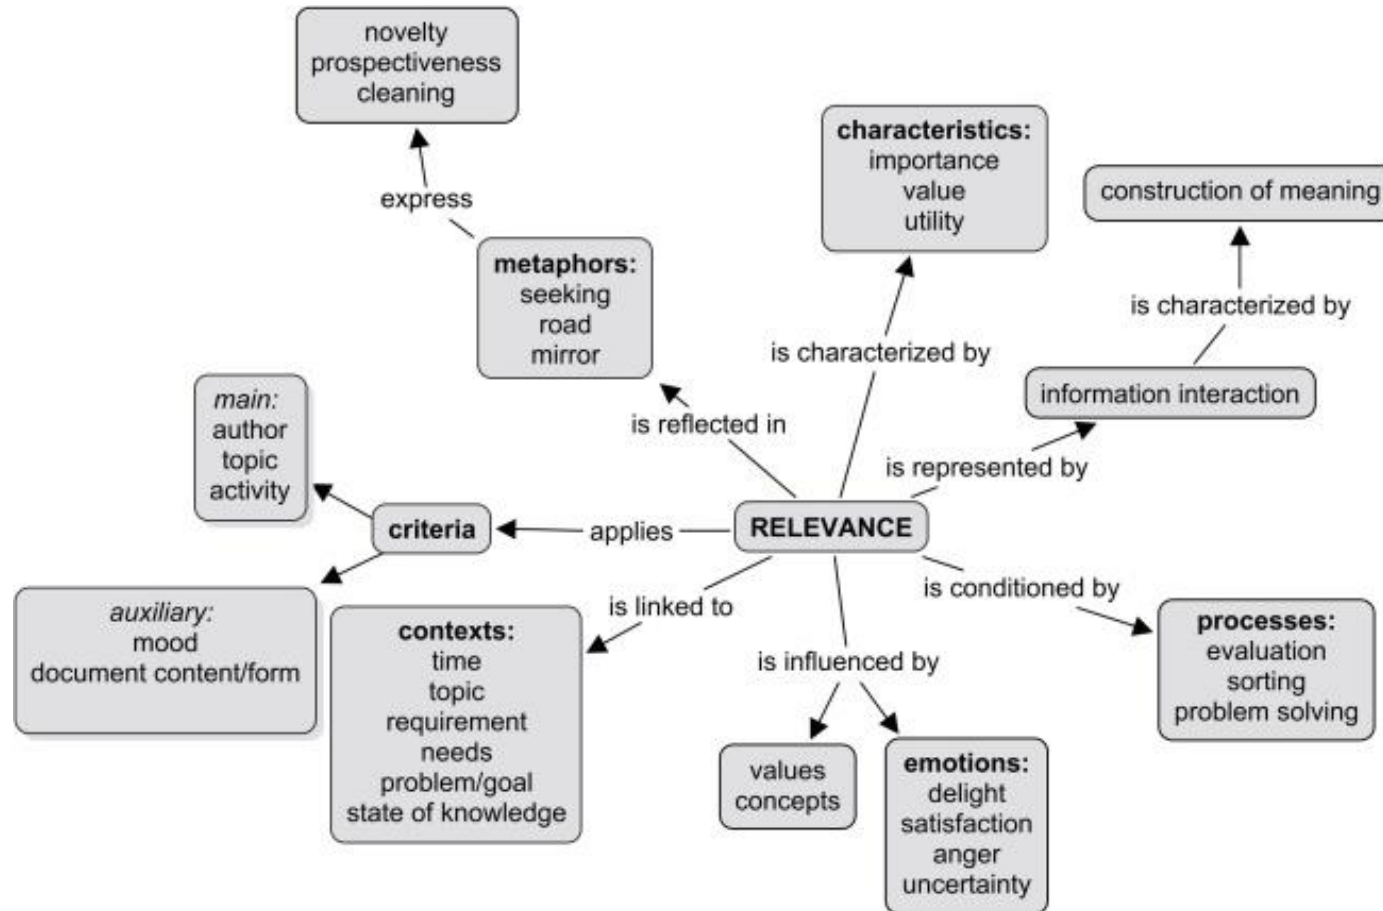 novelty
prospectiveness
cleaning
express
metaphors:
seeking
road
mirror
is reflected in
characteristics:
importance
value
utility
is characterized by
construction of meaning
is characterized by
information interaction
is represented by
RELEVANCE
applies
criteria
main:
author
topic
activity
auxiliary:
mood
document content/form
is linked to
contexts:
time
topic
requirement
needs
problem/goal
state of knowledge
is influenced by
values
concepts
emotions:
delight
satisfaction
anger
uncertainty
is conditioned by
processes:
evaluation
sorting
problem solving